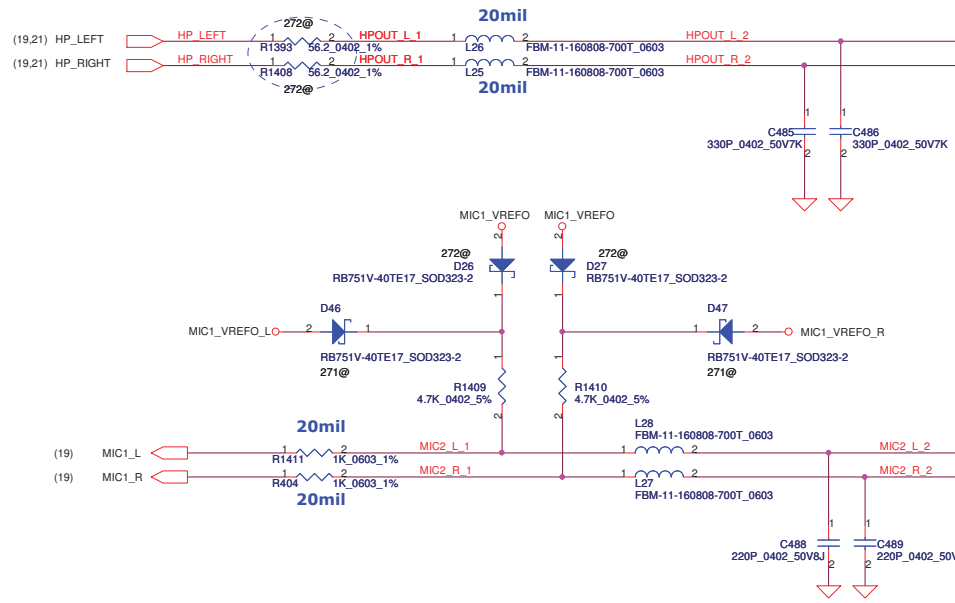 20mil
272@
(19,21) HP_LEFT HP_LEFT 1 2 HPOUT_L_1 1 2 HPOUT_L_2
R1393 56.2_0402_1% L26 FBM-11-160808-700T_0603
(19,21) HP_RIGHT HP_RIGHT 1 2 HPOUT_R_1 1 2 HPOUT_R_2
R1408 56.2_0402_1% L25 FBM-11-160808-700T_0603
272@
20mil
1 1
C485 C486
330P_0402_50V7K 330P_0402_50V7K
2 2
MIC1_VREFO MIC1_VREFO
2 2
272@ 272@
D26 D27
RB751V-40TE17_SOD323-2 RB751V-40TE17_SOD323-2
1 1
D46 D47
MIC1_VREFO_L 2 1 1 2 MIC1_VREFO_R
RB751V-40TE17_SOD323-2 RB751V-40TE17_SOD323-2
271@ 271@
1 1
R1409 R1410
4.7K_0402_5% 4.7K_0402_5%
2 2
20mil
L28
FBM-11-160808-700T_0603
(19) MIC1_L 1 2 MIC2_L_1 1 2 MIC2_L_2
R1411 1K_0603_1%
(19) MIC1_R 1 2 MIC2_R_1 1 2 MIC2_R_2
R404 1K_0603_1% L27
FBM-11-160808-700T_0603
20mil
1 1
C488 C489
220P_0402_50V8J 220P_0402_50V
2 2